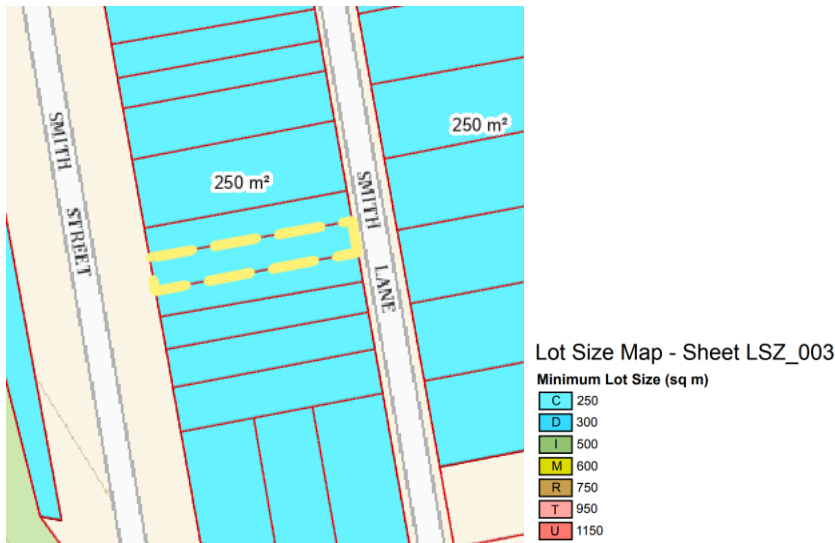 SMITH
STREET
250 m²
250 m²
SMITH
LANE
Lot Size Map - Sheet LSZ_003
Minimum Lot Size (sq m)
C 250
D 300
I 500
M 600
R 750
T 950
U 1150